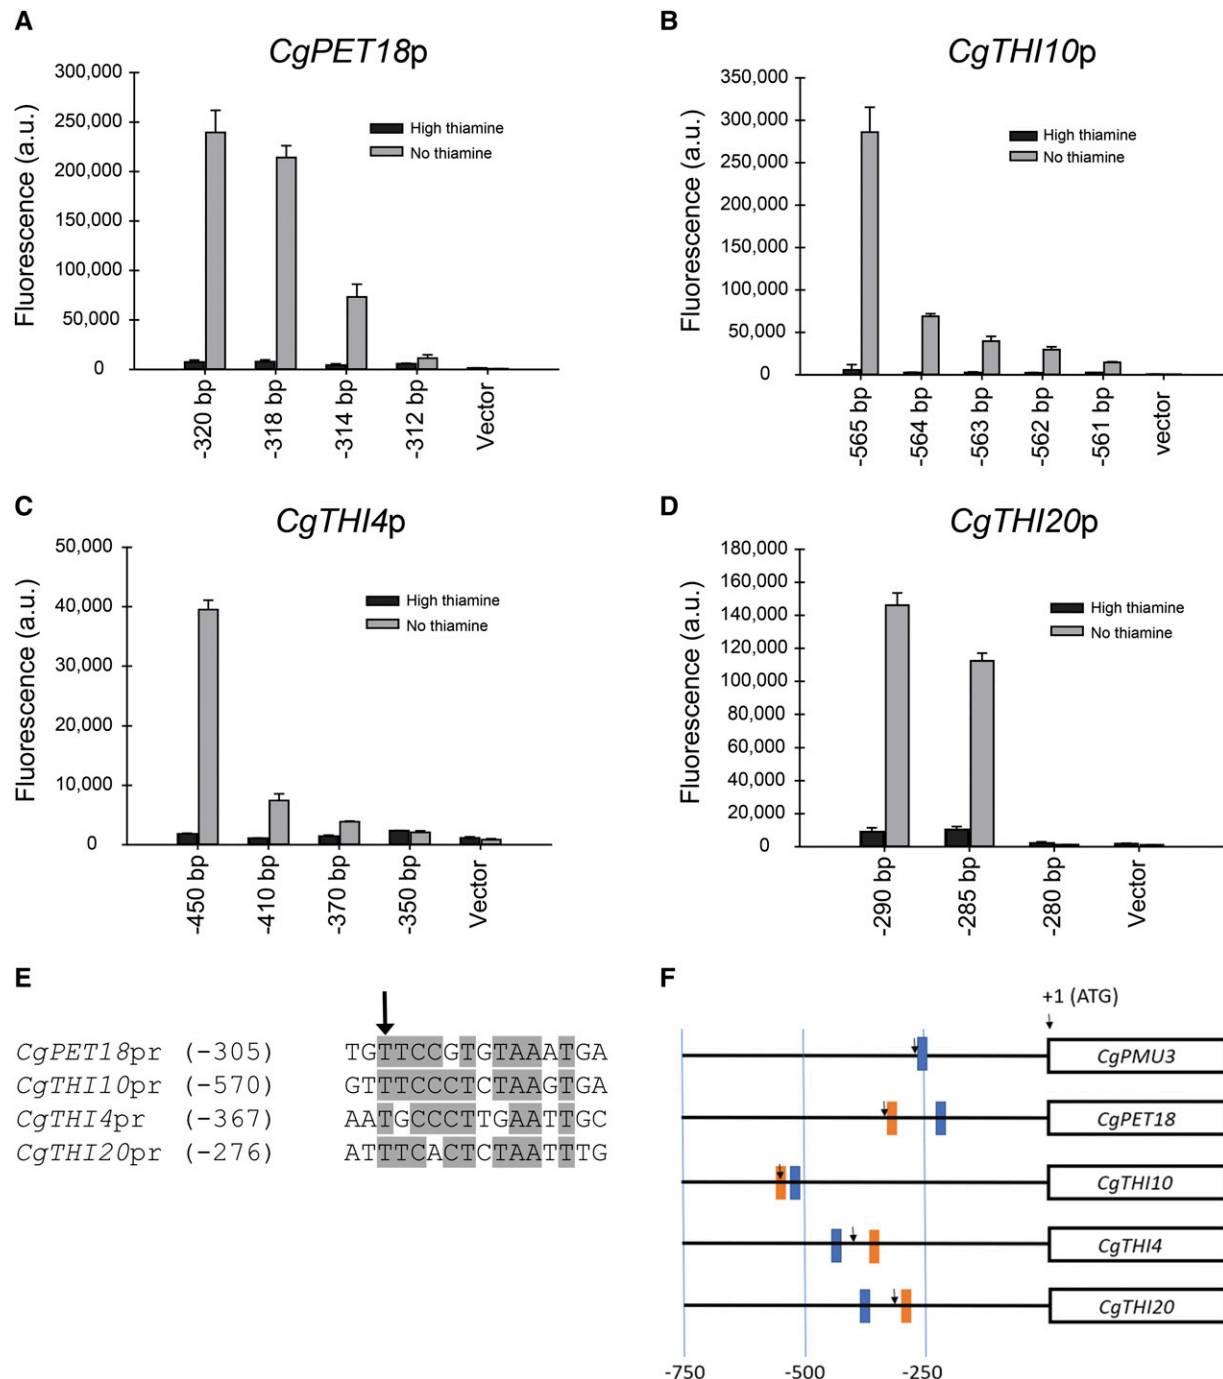 A
CgPET18p
Fluorescence (a.u.)
300,000
250,000
200,000
150,000
100,000
50,000
0
High thiamine
No thiamine
-320 bp
-318 bp
-314 bp
-312 bp
Vector
B
CgTHI10p
Fluorescence (a.u.)
350,000
300,000
250,000
200,000
150,000
100,000
50,000
0
High thiamine
No thiamine
-565 bp
-564 bp
-563 bp
-562 bp
-561 bp
vector
C
CgTHI4p
Fluorescence (a.u.)
50,000
40,000
30,000
20,000
10,000
0
High thiamine
No thiamine
-450 bp
-410 bp
-370 bp
-350 bp
Vector
D
CgTHI20p
Fluorescence (a.u.)
180,000
160,000
140,000
120,000
100,000
80,000
60,000
40,000
20,000
0
High thiamine
No thiamine
-290 bp
-285 bp
-280 bp
Vector
E
CgPET18pr (-305) TGTTCCGTGTAAATGA
CgTHI10pr (-570) GTTTCCCTCTAAGTGA
CgTHI4pr (-367) AATGCCCTTGAATTGC
CgTHI20pr (-276) ATTTCACTCTAATTTG
F
+1 (ATG)
CgPMU3
CgPET18
CgTHI10
CgTHI4
CgTHI20
-750 -500 -250